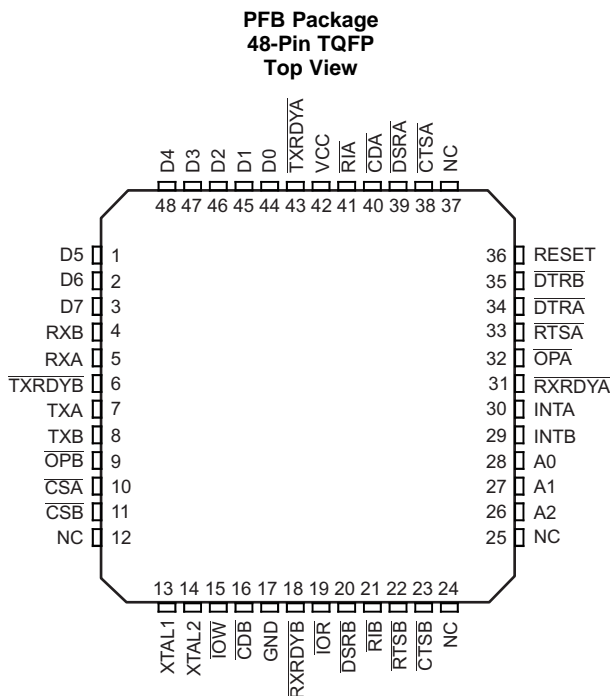 PFB Package
48-Pin TQFP
Top View
D4
D3
D2
D1
D0
TXRDYA
VCC
RIA
CDA
DSRA
CTSA
NC
48 47 46 45 44 43 42 41 40 39 38 37
D5 1
D6 2
D7 3
RXB 4
RXA 5
TXRDYB 6
TXA 7
TXB 8
OPB 9
CSA 10
CSB 11
NC 12
36 RESET
35 DTRB
34 DTRA
33 RTSA
32 OPA
31 RXRDYA
30 INTA
29 INTB
28 A0
27 A1
26 A2
25 NC
13 14 15 16 17 18 19 20 21 22 23 24
XTAL1
XTAL2
IOW
CDB
GND
RXRDYB
IOR
DSRB
RIB
RTSB
CTSB
NC